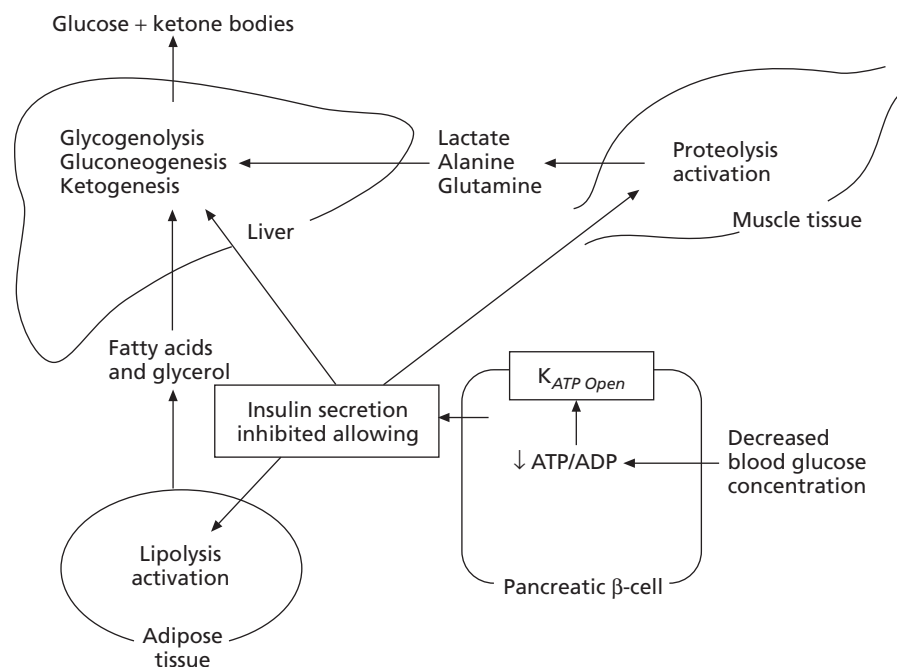 Glucose + ketone bodies
Glycogenolysis
Gluconeogenesis
Ketogenesis
Lactate
Alanine
Glutamine
Proteolysis
activation
Liver
Muscle tissue
Fatty acids
and glycerol
Insulin secretion
inhibited allowing
K_ATP Open
↓ ATP/ADP
Decreased
blood glucose
concentration
Lipolysis
activation
Pancreatic β-cell
Adipose
tissue